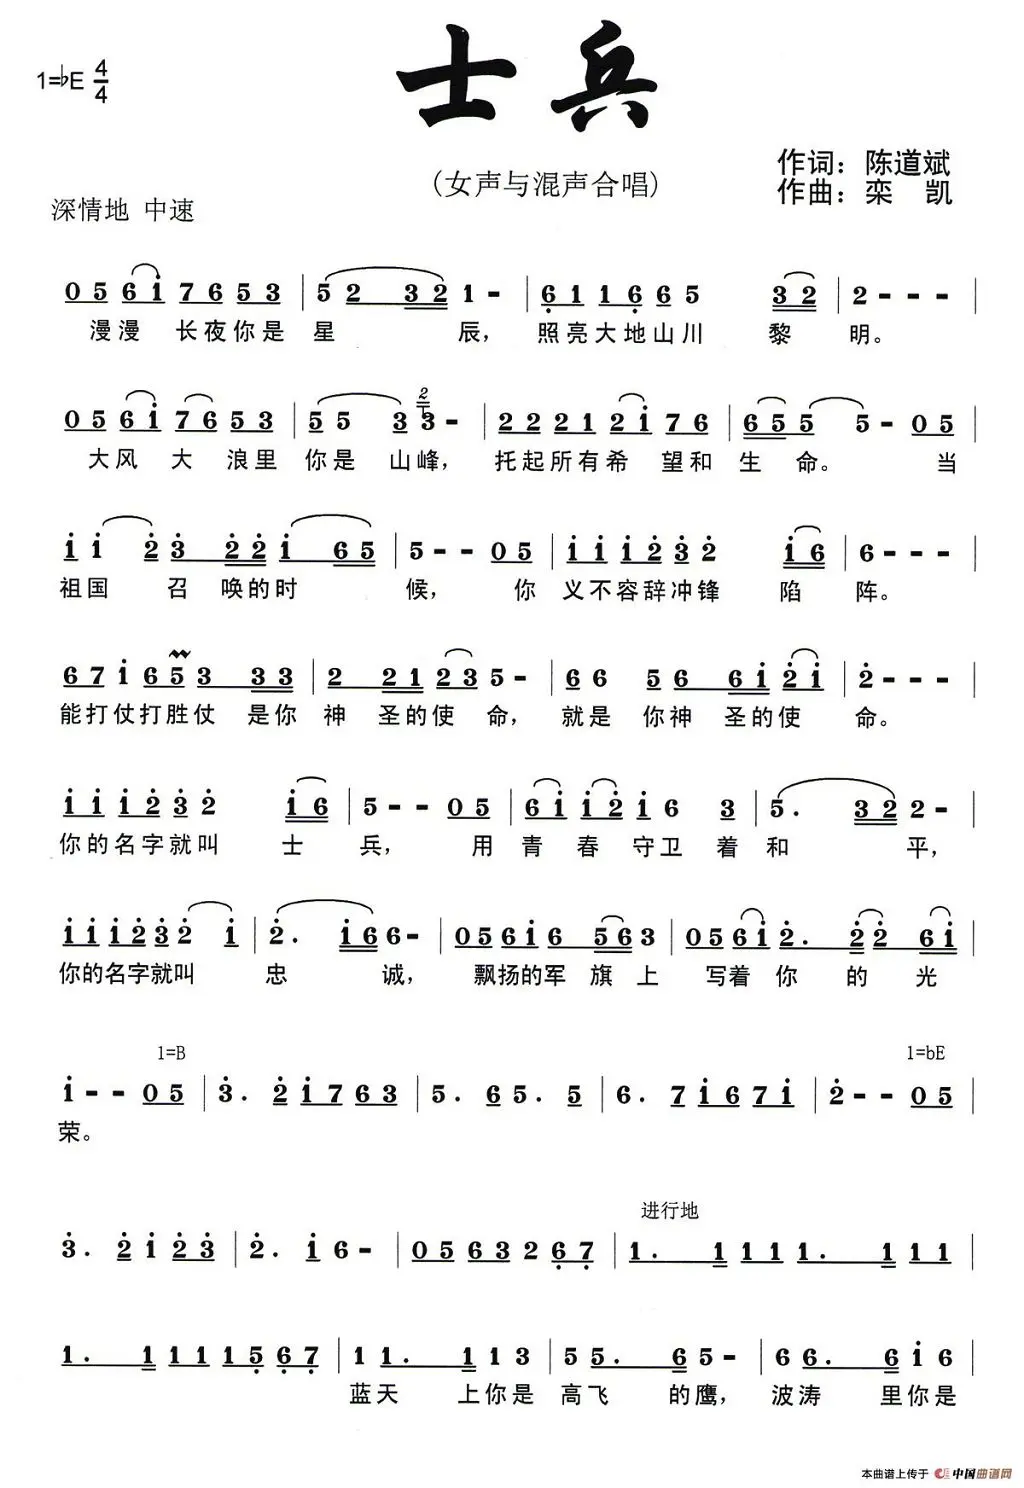 士兵
1=♭E 4/4
(女声与混声合唱)
作词：陈道斌
作曲：栾 凯
深情地 中速
0 5 6 i 7 6 5 3 | 5 2 3 2 1 - | 6 1 1 6 6 5 3 2 | 2 - - - |
漫漫 长夜你是 星 辰， 照亮大地山川 黎 明。
0 5 6 i 7 6 5 3 | 5 5 3 3 - | 2 2 2 1 2 i 7 6 | 6 5 5 5 - 0 5 |
大风 大 浪里 你是 山峰， 托起所有希 望和 生 命。 当
i i 2 3 2 2 i 6 5 | 5 - - 0 5 | i i i 2 3 2 i 6 | 6 - - - |
祖国 召 唤的时 候， 你 义不容辞冲锋 陷 阵。
6 7 i 6 5 3 3 3 | 2 2 2 1 2 3 5 - | 6 6 5 6 6 i 2 i | 2 - - - |
能打仗打胜仗 是你 神 圣的使 命， 就是 你神 圣的使 命。
i i i 2 3 2 i 6 | 5 - - 0 5 | 6 i i 2 i 6 3 | 5 . 3 2 2 - |
你的名字就叫 士 兵， 用 青 春 守卫 着 和 平，
i i i 2 3 2 i | 2 . i 6 6 - | 0 5 6 i 6 5 6 3 | 0 5 6 i 2 . 2 2 6 i |
你的名字就叫 忠 诚， 飘扬的军 旗 上 写着 你 的 光
1=B 1=bE
i - - 0 5 | 3 . 2 i 7 6 3 | 5 . 6 5 . 5 | 6 . 7 i 6 7 i | 2 - - 0 5 |
荣。
进行地
3 . 2 i 2 3 | 2 . i 6 - | 0 5 6 3 2 6 7 | 1 . 1 1 1 1 . 1 1 1 |
1 . 1 1 1 1 5 6 7 | 1 1 . 1 1 3 | 5 5 . 6 5 - | 6 6 . 6 i 6
蓝天 上你是 高飞 的鹰， 波涛 里你是
本曲谱上传于 中国曲谱网